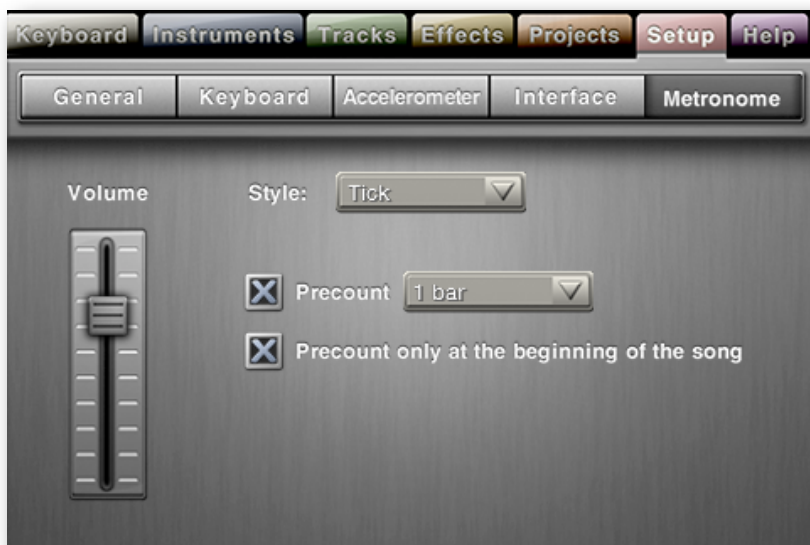 Keyboard Instruments Tracks Effects Projects Setup Help
General Keyboard Accelerometer Interface Metronome
Volume Style: Tick
Precount 1 bar
Precount only at the beginning of the song